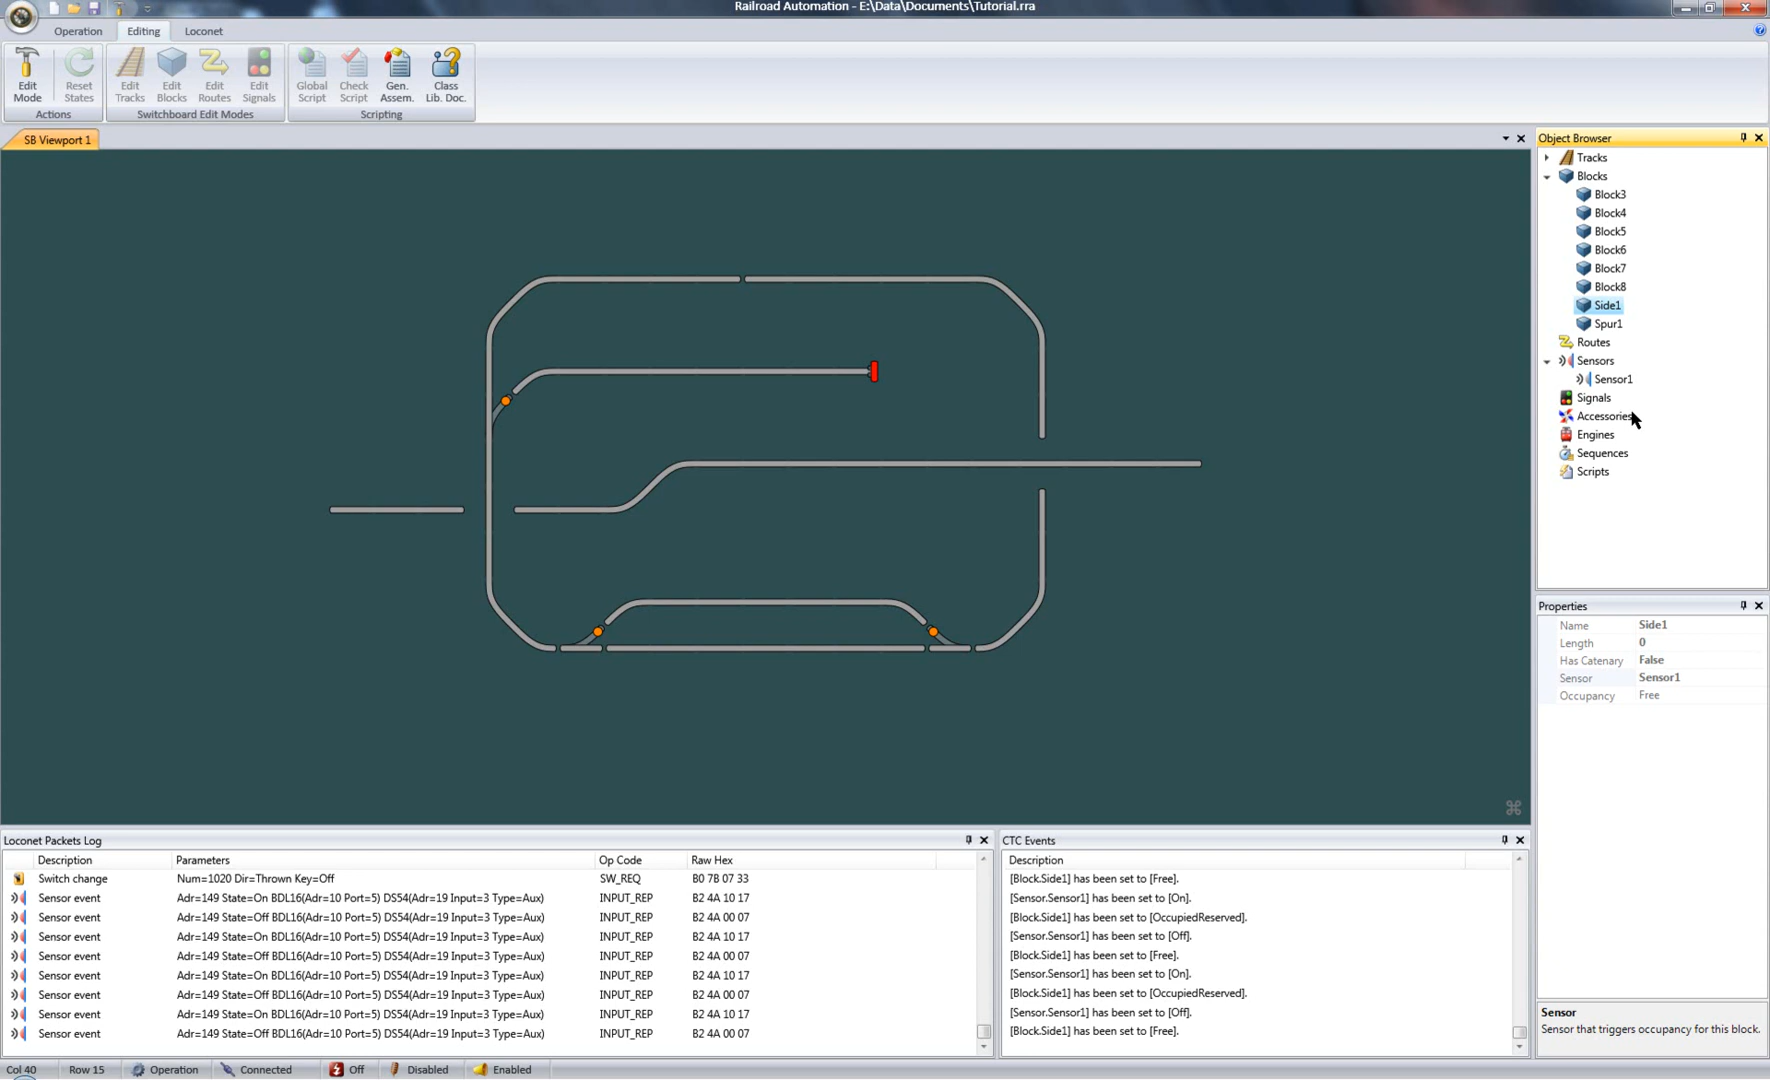 Railroad Automation - E:\Data\Documents\Tutorial.rra
Operation Editing Loconet
Edit Mode
Reset States
Edit Tracks
Edit Blocks
Edit Routes
Edit Signals
Global Script
Check Script
Gen. Assem.
Class Lib. Doc.
Actions Switchboard Edit Modes Scripting
SB Viewport 1
Object Browser
Tracks
Blocks
Block3
Block4
Block5
Block6
Block7
Block8
Side1
Spur1
Routes
Sensors
Sensor1
Signals
Accessories
Engines
Sequences
Scripts
Properties
Name Side1
Length 0
Has Catenary False
Sensor Sensor1
Occupancy Free
Sensor
Sensor that triggers occupancy for this block.
Loconet Packets Log
Description Parameters Op Code Raw Hex
Switch change Num=1020 Dir=Thrown Key=Off SW_REQ B0 7B 07 33
Sensor event Adr=149 State=On BDL16(Adr=10 Port=5) DS54(Adr=19 Input=3 Type=Aux) INPUT_REP B2 4A 10 17
Sensor event Adr=149 State=Off BDL16(Adr=10 Port=5) DS54(Adr=19 Input=3 Type=Aux) INPUT_REP B2 4A 00 07
Sensor event Adr=149 State=On BDL16(Adr=10 Port=5) DS54(Adr=19 Input=3 Type=Aux) INPUT_REP B2 4A 10 17
Sensor event Adr=149 State=Off BDL16(Adr=10 Port=5) DS54(Adr=19 Input=3 Type=Aux) INPUT_REP B2 4A 00 07
Sensor event Adr=149 State=On BDL16(Adr=10 Port=5) DS54(Adr=19 Input=3 Type=Aux) INPUT_REP B2 4A 10 17
Sensor event Adr=149 State=Off BDL16(Adr=10 Port=5) DS54(Adr=19 Input=3 Type=Aux) INPUT_REP B2 4A 00 07
Sensor event Adr=149 State=On BDL16(Adr=10 Port=5) DS54(Adr=19 Input=3 Type=Aux) INPUT_REP B2 4A 10 17
Sensor event Adr=149 State=Off BDL16(Adr=10 Port=5) DS54(Adr=19 Input=3 Type=Aux) INPUT_REP B2 4A 00 07
CTC Events
Description
[Block.Side1] has been set to [Free].
[Sensor.Sensor1] has been set to [On].
[Block.Side1] has been set to [OccupiedReserved].
[Sensor.Sensor1] has been set to [Off].
[Block.Side1] has been set to [Free].
[Sensor.Sensor1] has been set to [On].
[Block.Side1] has been set to [OccupiedReserved].
[Sensor.Sensor1] has been set to [Off].
[Block.Side1] has been set to [Free].
Col 40 Row 15 Operation Connected Off Disabled Enabled